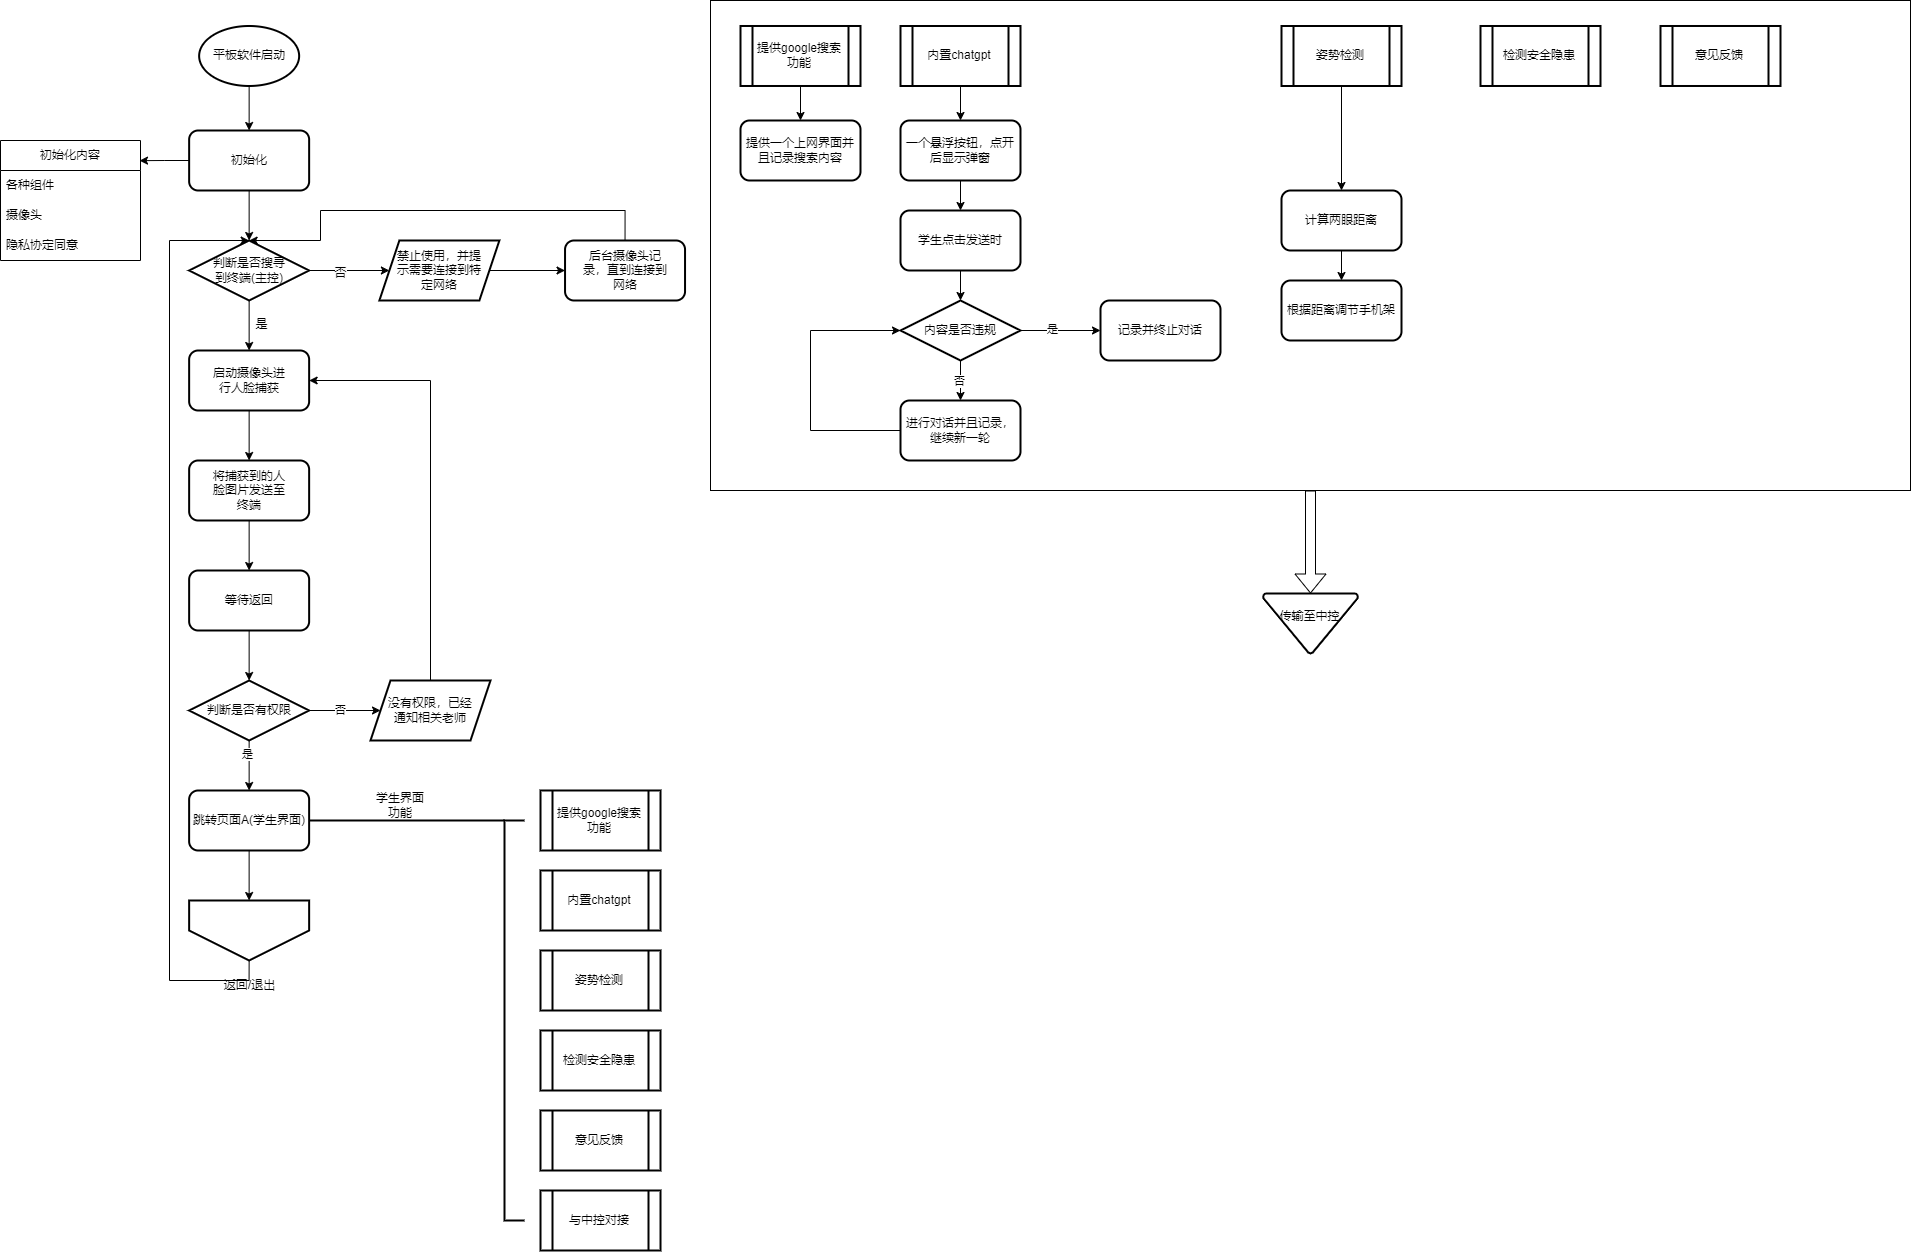 平板软件启动
初始化
初始化内容
各种组件
摄像头
隐私协定同意
判断是否搜寻
到终端(主控)
否
禁止使用，并提
示需要连接到特
定网络
后台摄像头记
录，直到连接到
网络
是
启动摄像头进
行人脸捕获
将捕获到的人
脸图片发送至
终端
等待返回
判断是否有权限
否
没有权限，已经
通知相关老师
是
跳转页面A(学生界面)
学生界面
功能
返回/退出
提供google搜索
功能
内置chatgpt
姿势检测
检测安全隐患
意见反馈
与中控对接
提供google搜索
功能
提供一个上网界面并
且记录搜索内容
内置chatgpt
一个悬浮按钮，点开
后显示弹窗
学生点击发送时
内容是否违规
是
记录并终止对话
否
进行对话并且记录，
继续新一轮
姿势检测
计算两眼距离
根据距离调节手机架
检测安全隐患
意见反馈
传输至中控